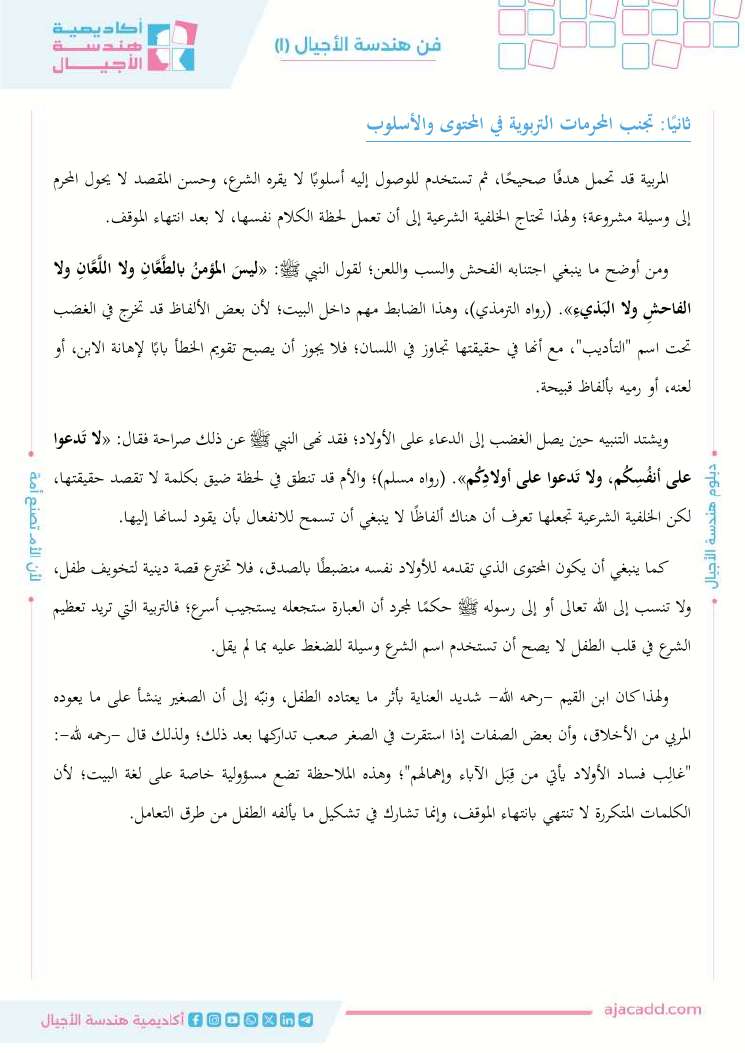 أكاديمية
هندسة
الأجيال
فن هندسة الأجيال (١)
ثانيًا: تجنب المحرمات التربوية في المحتوى والأسلوب
المربية قد تحمل هدفًا صحيحًا، ثم تستخدم للوصول إليه أسلوبًا لا يقره الشرع، وحسن المقصد لا يحول المحرم
إلى وسيلة مشروعة؛ ولهذا تحتاج الخلفية الشرعية إلى أن تعمل لحظة الكلام نفسها، لا بعد انتهاء الموقف.
ومن أوضح ما ينبغي اجتنابه الفحش والسب واللعن؛ لقول النبي ﷺ: «ليسَ المؤمنُ بالطَّعَّانِ ولا اللَّعَّانِ ولا
الفاحشِ ولا البَذيءِ». (رواه الترمذي)، وهذا الضابط مهم داخل البيت؛ لأن بعض الألفاظ قد تخرج في الغضب
تحت اسم "التأديب"، مع أنها في حقيقتها تجاوز في اللسان؛ فلا يجوز أن يصبح تقويم الخطأ بابًا لإهانة الابن، أو
لعنه، أو رميه بألفاظ قبيحة.
ويشتد التنبيه حين يصل الغضب إلى الدعاء على الأولاد؛ فقد نهى النبي ﷺ عن ذلك صراحة فقال: «لا تَدعوا
على أنفُسِكُم، ولا تَدعوا على أولادِكُم». (رواه مسلم)؛ والأم قد تنطق في لحظة ضيق بكلمة لا تقصد حقيقتها،
لكن الخلفية الشرعية تجعلها تعرف أن هناك ألفاظًا لا ينبغي أن تسمح للانفعال بأن يقود لسانها إليها.
كما ينبغي أن يكون المحتوى الذي تقدمه للأولاد نفسه منضبطًا بالصدق، فلا تخترع قصة دينية لتخويف طفل،
ولا تنسب إلى الله تعالى أو إلى رسوله ﷺ حكمًا لمجرد أن العبارة ستجعله يستجيب أسرع؛ فالتربية التي تريد تعظيم
الشرع في قلب الطفل لا يصح أن تستخدم اسم الشرع وسيلة للضغط عليه بما لم يقل.
ولهذا كان ابن القيم –رحمه الله– شديد العناية بأثر ما يعتاده الطفل، ونبّه إلى أن الصغير ينشأ على ما يعوده
المربي من الأخلاق، وأن بعض الصفات إذا استقرت في الصغر صعب تداركها بعد ذلك؛ ولذلك قال –رحمه لله–:
"غالِب فساد الأولاد يأتي من قِبَل الآباء وإهمالهم"؛ وهذه الملاحظة تضع مسؤولية خاصة على لغة البيت؛ لأن
الكلمات المتكررة لا تنتهي بانتهاء الموقف، وإنما تشارك في تشكيل ما يألفه الطفل من طرق التعامل.
دبلوم هندسة الأجيال
لأن الأم تصنع أمة
ajacadd.com
أكاديمية هندسة الأجيال